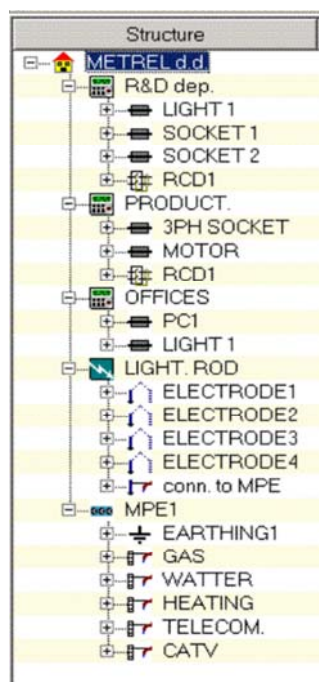 Structure
METREL d.d.
R&D dep.
LIGHT 1
SOCKET 1
SOCKET 2
RCD1
PRODUCT.
3PH SOCKET
MOTOR
RCD1
OFFICES
PC1
LIGHT 1
LIGHT. ROD
ELECTRODE1
ELECTRODE2
ELECTRODE3
ELECTRODE4
conn. to MPE
MPE1
EARTHING1
GAS
WATTER
HEATING
TELECOM.
CATV